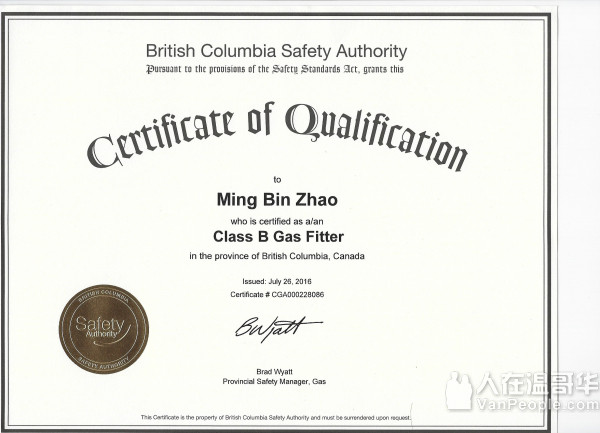 British Columbia Safety Authority
Pursuant to the provisions of the Safety Standards Act, grants this
Certificate of Qualification
to
Ming Bin Zhao
who is certified as a/an
Class B Gas Fitter
in the province of British Columbia, Canada
Issued: July 26, 2016
Certificate # CGA000228086
BRITISH COLUMBIA
Safety
Authority
SAFETY AUTHORITY
BWyatt
Brad Wyatt
Provincial Safety Manager, Gas
This Certificate is the property of British Columbia Safety Authority and must be surrendered upon request.
人在温哥华
VanPeople.com